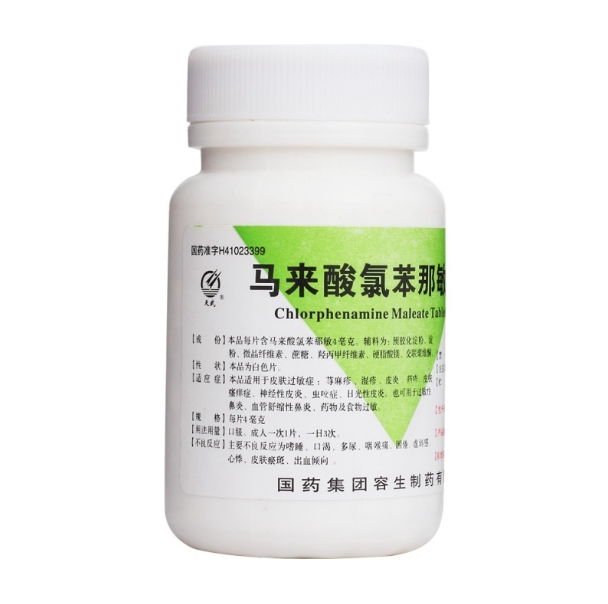 国药准字H41023399
天武®
马来酸氯苯那敏
Chlorphenamine Maleate Table
[成 份]本品每片含马来酸氯苯那敏4毫克。辅料为：预胶化淀粉、淀
粉、微晶纤维素、蔗糖、羟丙甲纤维素、硬脂酸镁、交联聚维酮。
[性 状]本品为白色片。
[适 应 症]本品适用于皮肤过敏症：荨麻疹、湿疹、皮炎、药疹、皮肤
瘙痒症、神经性皮炎、虫咬症、日光性皮炎。也可用于过敏性
鼻炎、血管舒缩性鼻炎、药物及食物过敏。
[规 格]每片4毫克
[用法用量]口服。成人一次1片，一日3次。
[不良反应]主要不良反应为嗜睡、口渴、多尿、咽喉痛、困倦、虚弱感、
心悸、皮肤瘀斑、出血倾向。
国药集团容生制药有